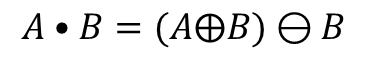 A • B = (A⊕B) ⊖ B